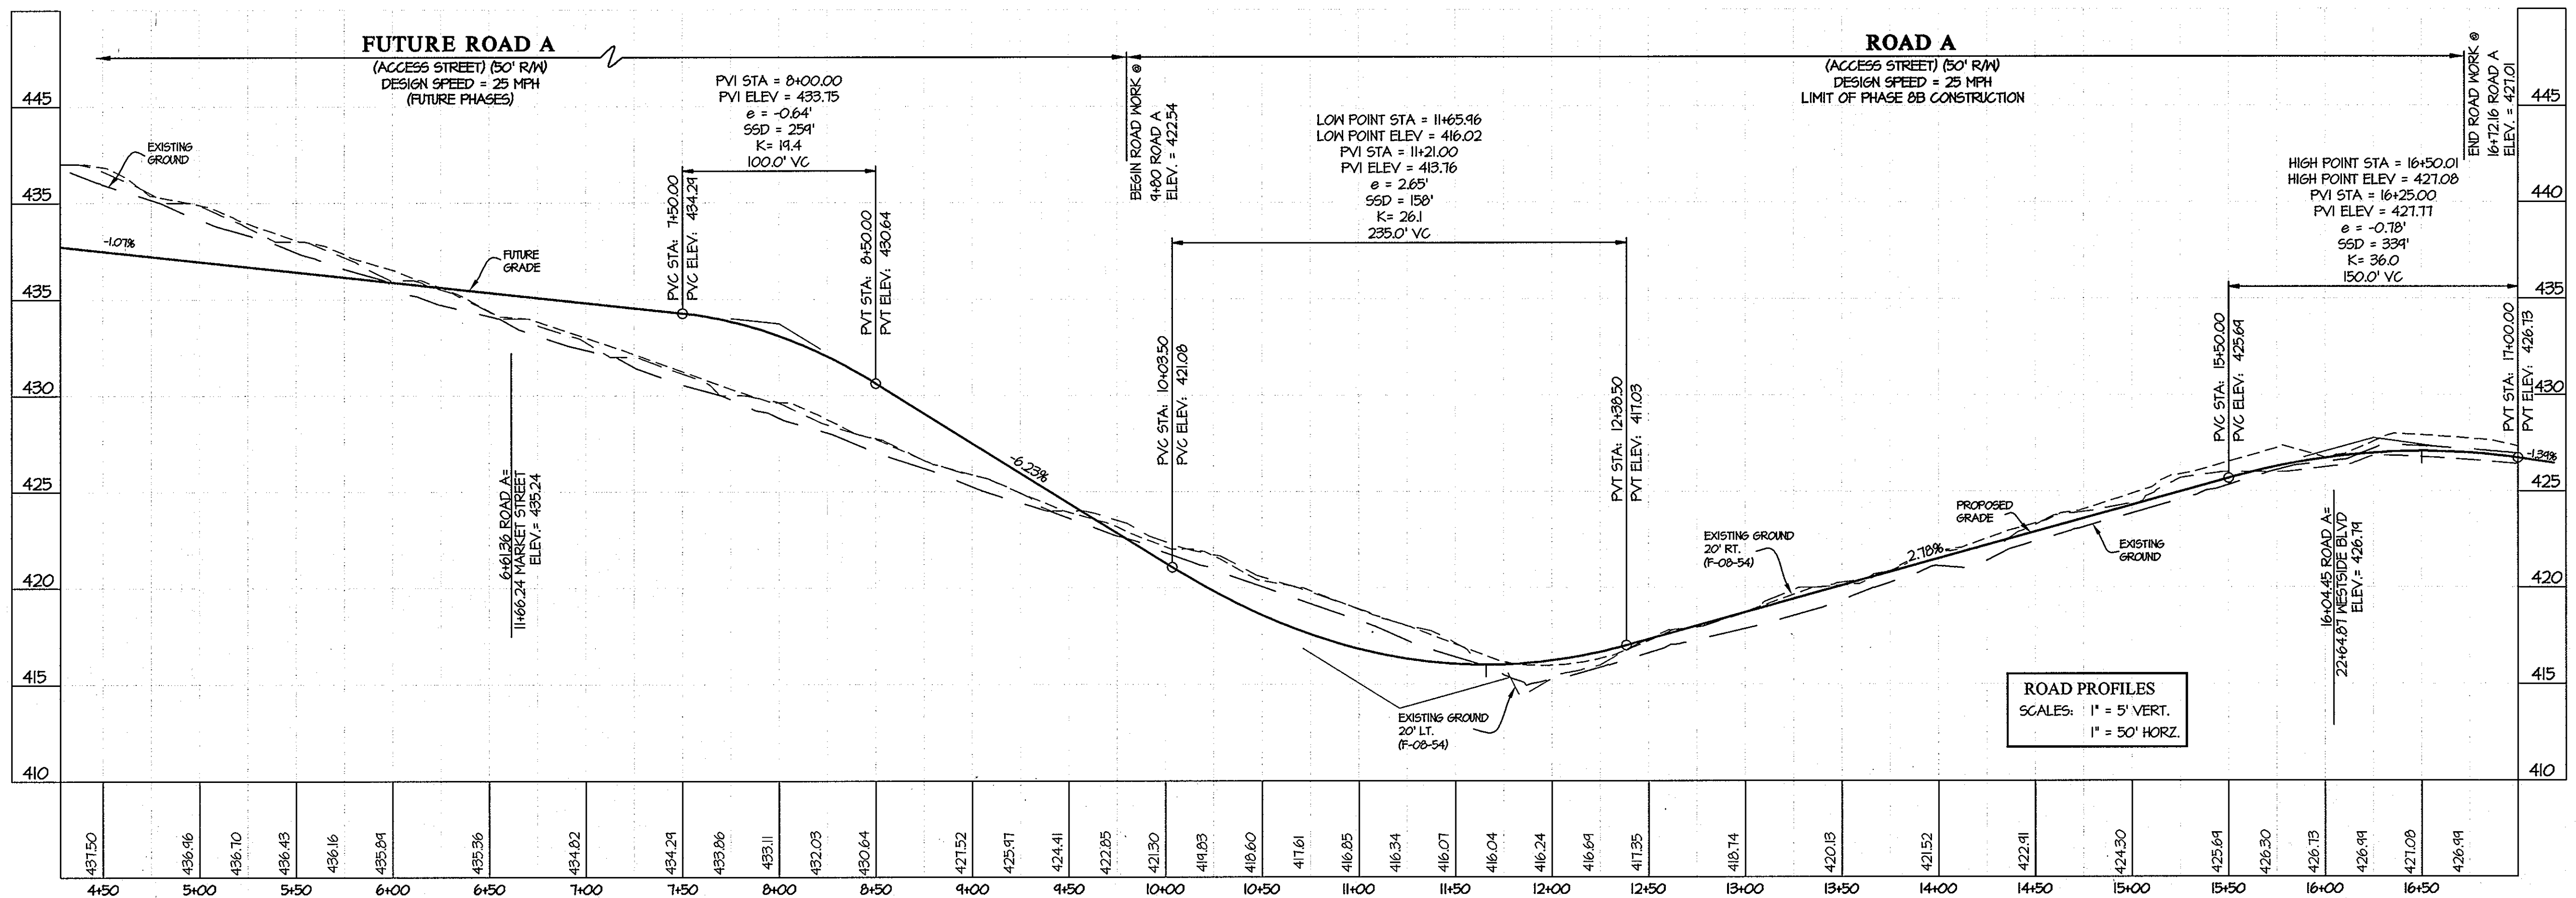 FUTURE ROAD A
(ACCESS STREET) (50' R/W)
DESIGN SPEED = 25 MPH
(FUTURE PHASES)
ROAD A
(ACCESS STREET) (50' R/W)
DESIGN SPEED = 25 MPH
LIMIT OF PHASE 8B CONSTRUCTION
BEGIN ROAD WORK @
9+80 ROAD A
ELEV. = 422.54
END ROAD WORK @
16+72.16 ROAD A
ELEV. = 427.01
PVI STA = 8+00.00
PVI ELEV = 433.75
e = -0.64'
SSD = 259'
K= 19.4
100.0' VC
PVC STA: 7+50.00
PVC ELEV: 434.29
PVT STA: 8+50.00
PVT ELEV: 430.64
LOW POINT STA = 11+65.96
LOW POINT ELEV = 416.02
PVI STA = 11+21.00
PVI ELEV = 413.76
e = 2.65'
SSD = 158'
K= 26.1
235.0' VC
PVC STA: 10+03.50
PVC ELEV: 421.08
PVT STA: 12+38.50
PVT ELEV: 417.03
HIGH POINT STA = 16+50.01
HIGH POINT ELEV = 427.08
PVI STA = 16+25.00
PVI ELEV = 427.77
e = -0.78'
SSD = 339'
K= 36.0
150.0' VC
PVC STA: 15+50.00
PVC ELEV: 425.69
PVT STA: 17+00.00
PVT ELEV: 426.73
445
435
435
430
425
420
415
410
445
440
435
430
425
420
415
410
EXISTING
GROUND
-1.07%
FUTURE
GRADE
6+61.36 ROAD A=
11+66.24 MARKET STREET
ELEV.= 435.24
-6.23%
EXISTING GROUND
20' LT.
(F-08-54)
EXISTING GROUND
20' RT.
(F-08-54)
2.78%
PROPOSED
GRADE
EXISTING
GROUND
-1.39%
16+04.45 ROAD A=
22+64.87 WESTSIDE BLVD
ELEV.= 426.79
ROAD PROFILES
SCALES: 1" = 5' VERT.
1" = 50' HORZ.
437.50 436.96 436.70 436.43 436.16 435.89 435.36 434.82 434.29 433.86 433.11 432.03 430.64 427.52 425.97 424.41 422.85 421.30 419.83 418.60 417.61 416.85 416.34 416.07 416.04 416.24 416.69 417.35 418.74 420.13 421.52 422.91 424.30 425.69 426.30 426.73 426.99 427.08 426.99
4+50 5+00 5+50 6+00 6+50 7+00 7+50 8+00 8+50 9+00 9+50 10+00 10+50 11+00 11+50 12+00 12+50 13+00 13+50 14+00 14+50 15+00 15+50 16+00 16+50